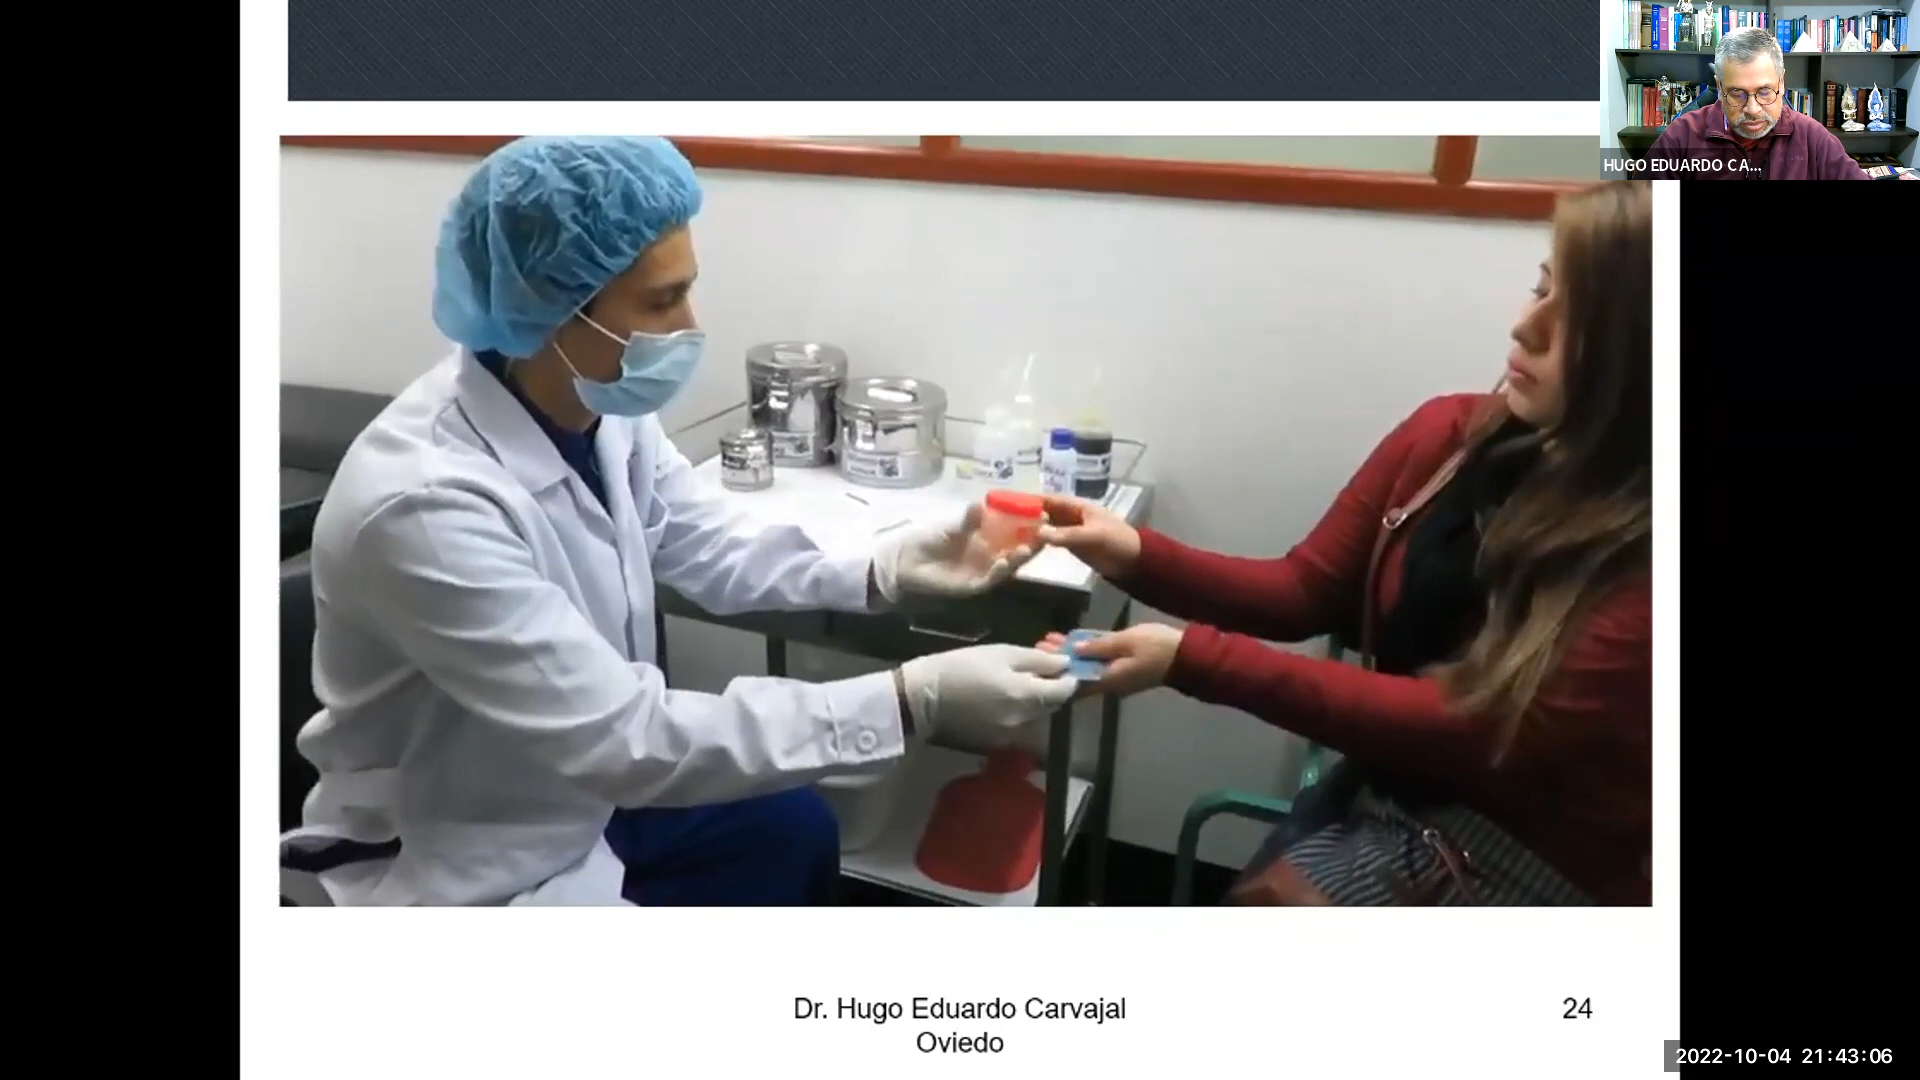 HUGO EDUARDO CA...
Dr. Hugo Eduardo Carvajal
Oviedo
24
2022-10-04 21:43:06